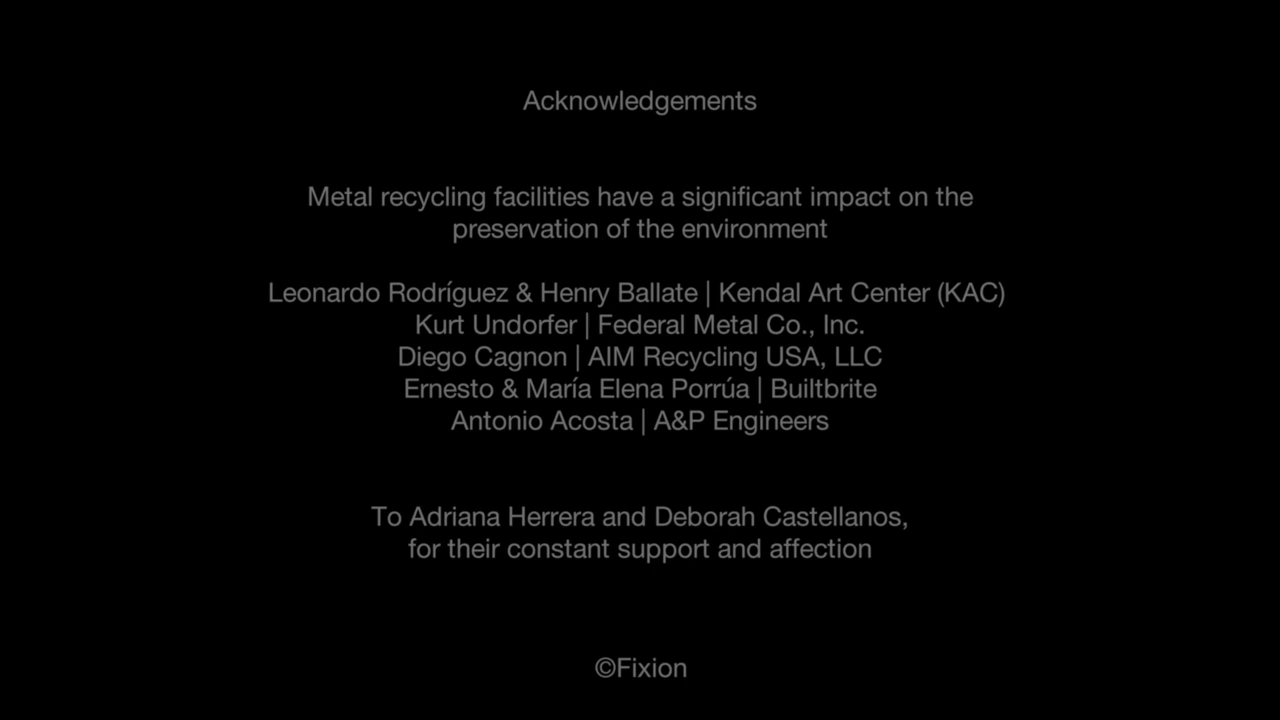 Acknowledgements
Metal recycling facilities have a significant impact on the
preservation of the environment
Leonardo Rodríguez & Henry Ballate | Kendal Art Center (KAC)
Kurt Undorfer | Federal Metal Co., Inc.
Diego Cagnon | AIM Recycling USA, LLC
Ernesto & María Elena Porrúa | Builtbrite
Antonio Acosta | A&P Engineers
To Adriana Herrera and Deborah Castellanos,
for their constant support and affection
©Fixion